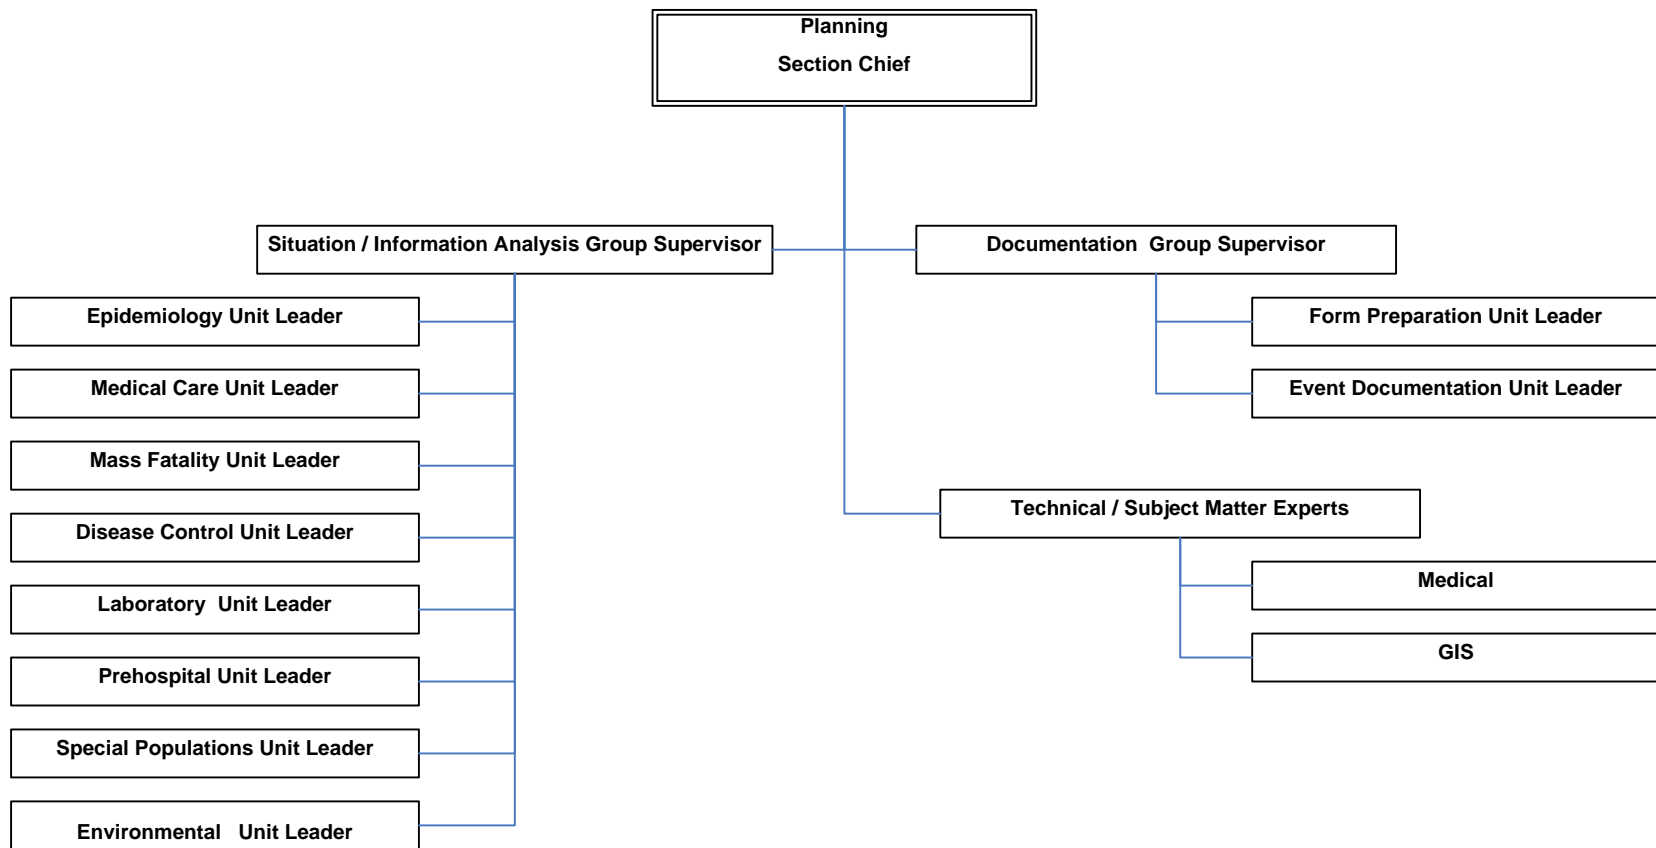 Planning
Section Chief
Situation / Information Analysis Group Supervisor
Documentation  Group Supervisor
Epidemiology Unit Leader
Form Preparation Unit Leader
Medical Care Unit Leader
Event Documentation Unit Leader
Mass Fatality Unit Leader
Technical / Subject Matter Experts
Disease Control Unit Leader
Medical
Laboratory  Unit Leader
GIS
Prehospital Unit Leader
Special Populations Unit Leader
Environmental   Unit Leader